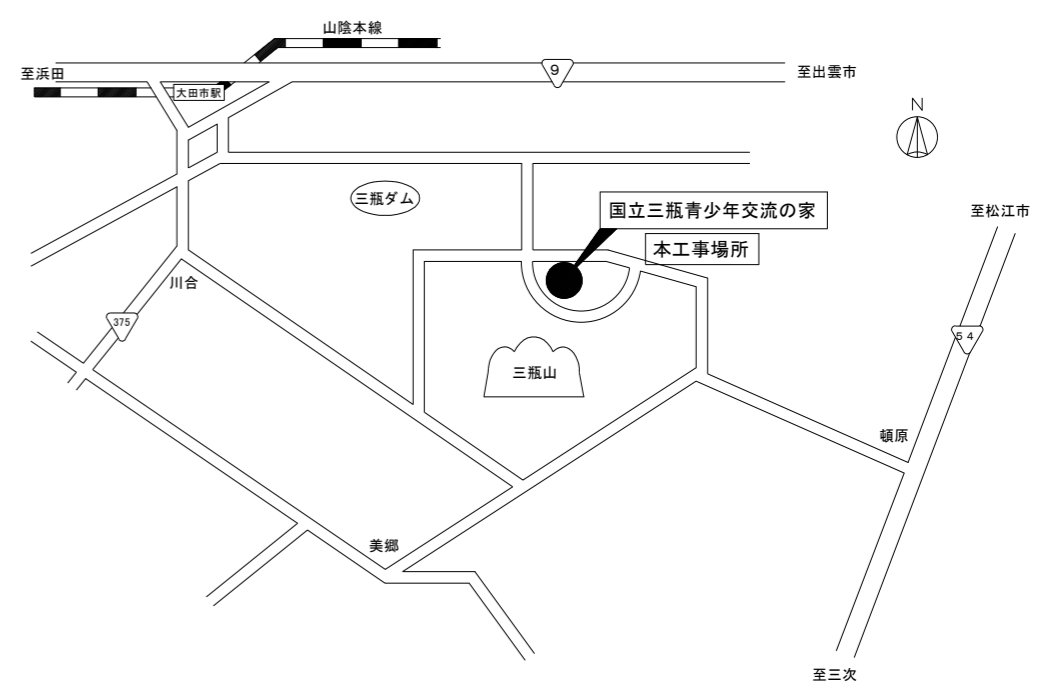 山陰本線
至浜田
9
至出雲市
大田市駅
N
三瓶ダム
国立三瓶青少年交流の家
至松江市
本工事場所
川合
375
54
三瓶山
頓原
美郷
至三次